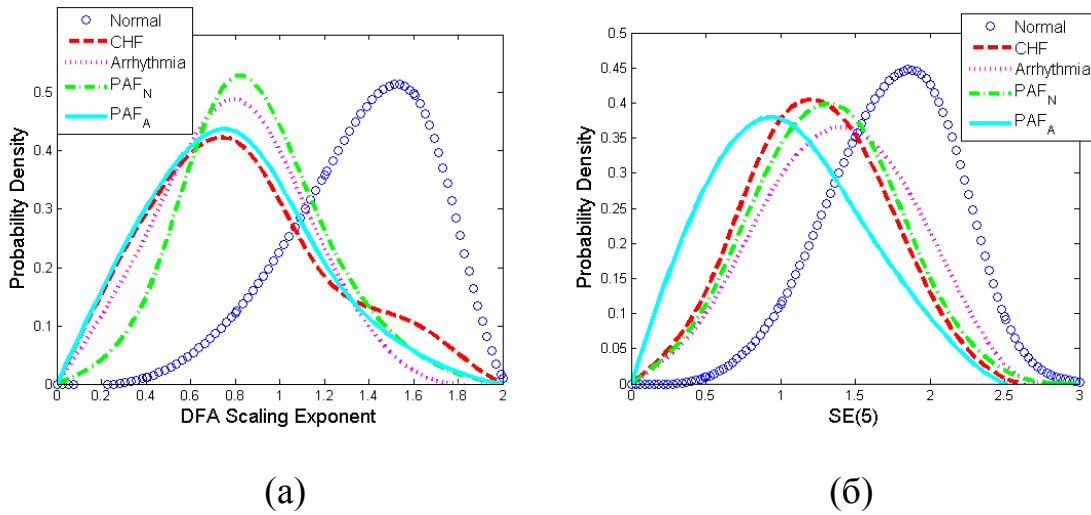 Normal
CHF
Arrhythmia
PAF_N
PAF_A
Probability Density
0.5
0.4
0.3
0.2
0.1
0
0 0.2 0.4 0.6 0.8 1 1.2 1.4 1.6 1.8 2
DFA Scaling Exponent
(а)
Normal
CHF
Arrhythmia
PAF_N
PAF_A
Probability Density
0.5
0.45
0.4
0.35
0.3
0.25
0.2
0.15
0.1
0.05
0
0 0.5 1 1.5 2 2.5 3
SE(5)
(б)